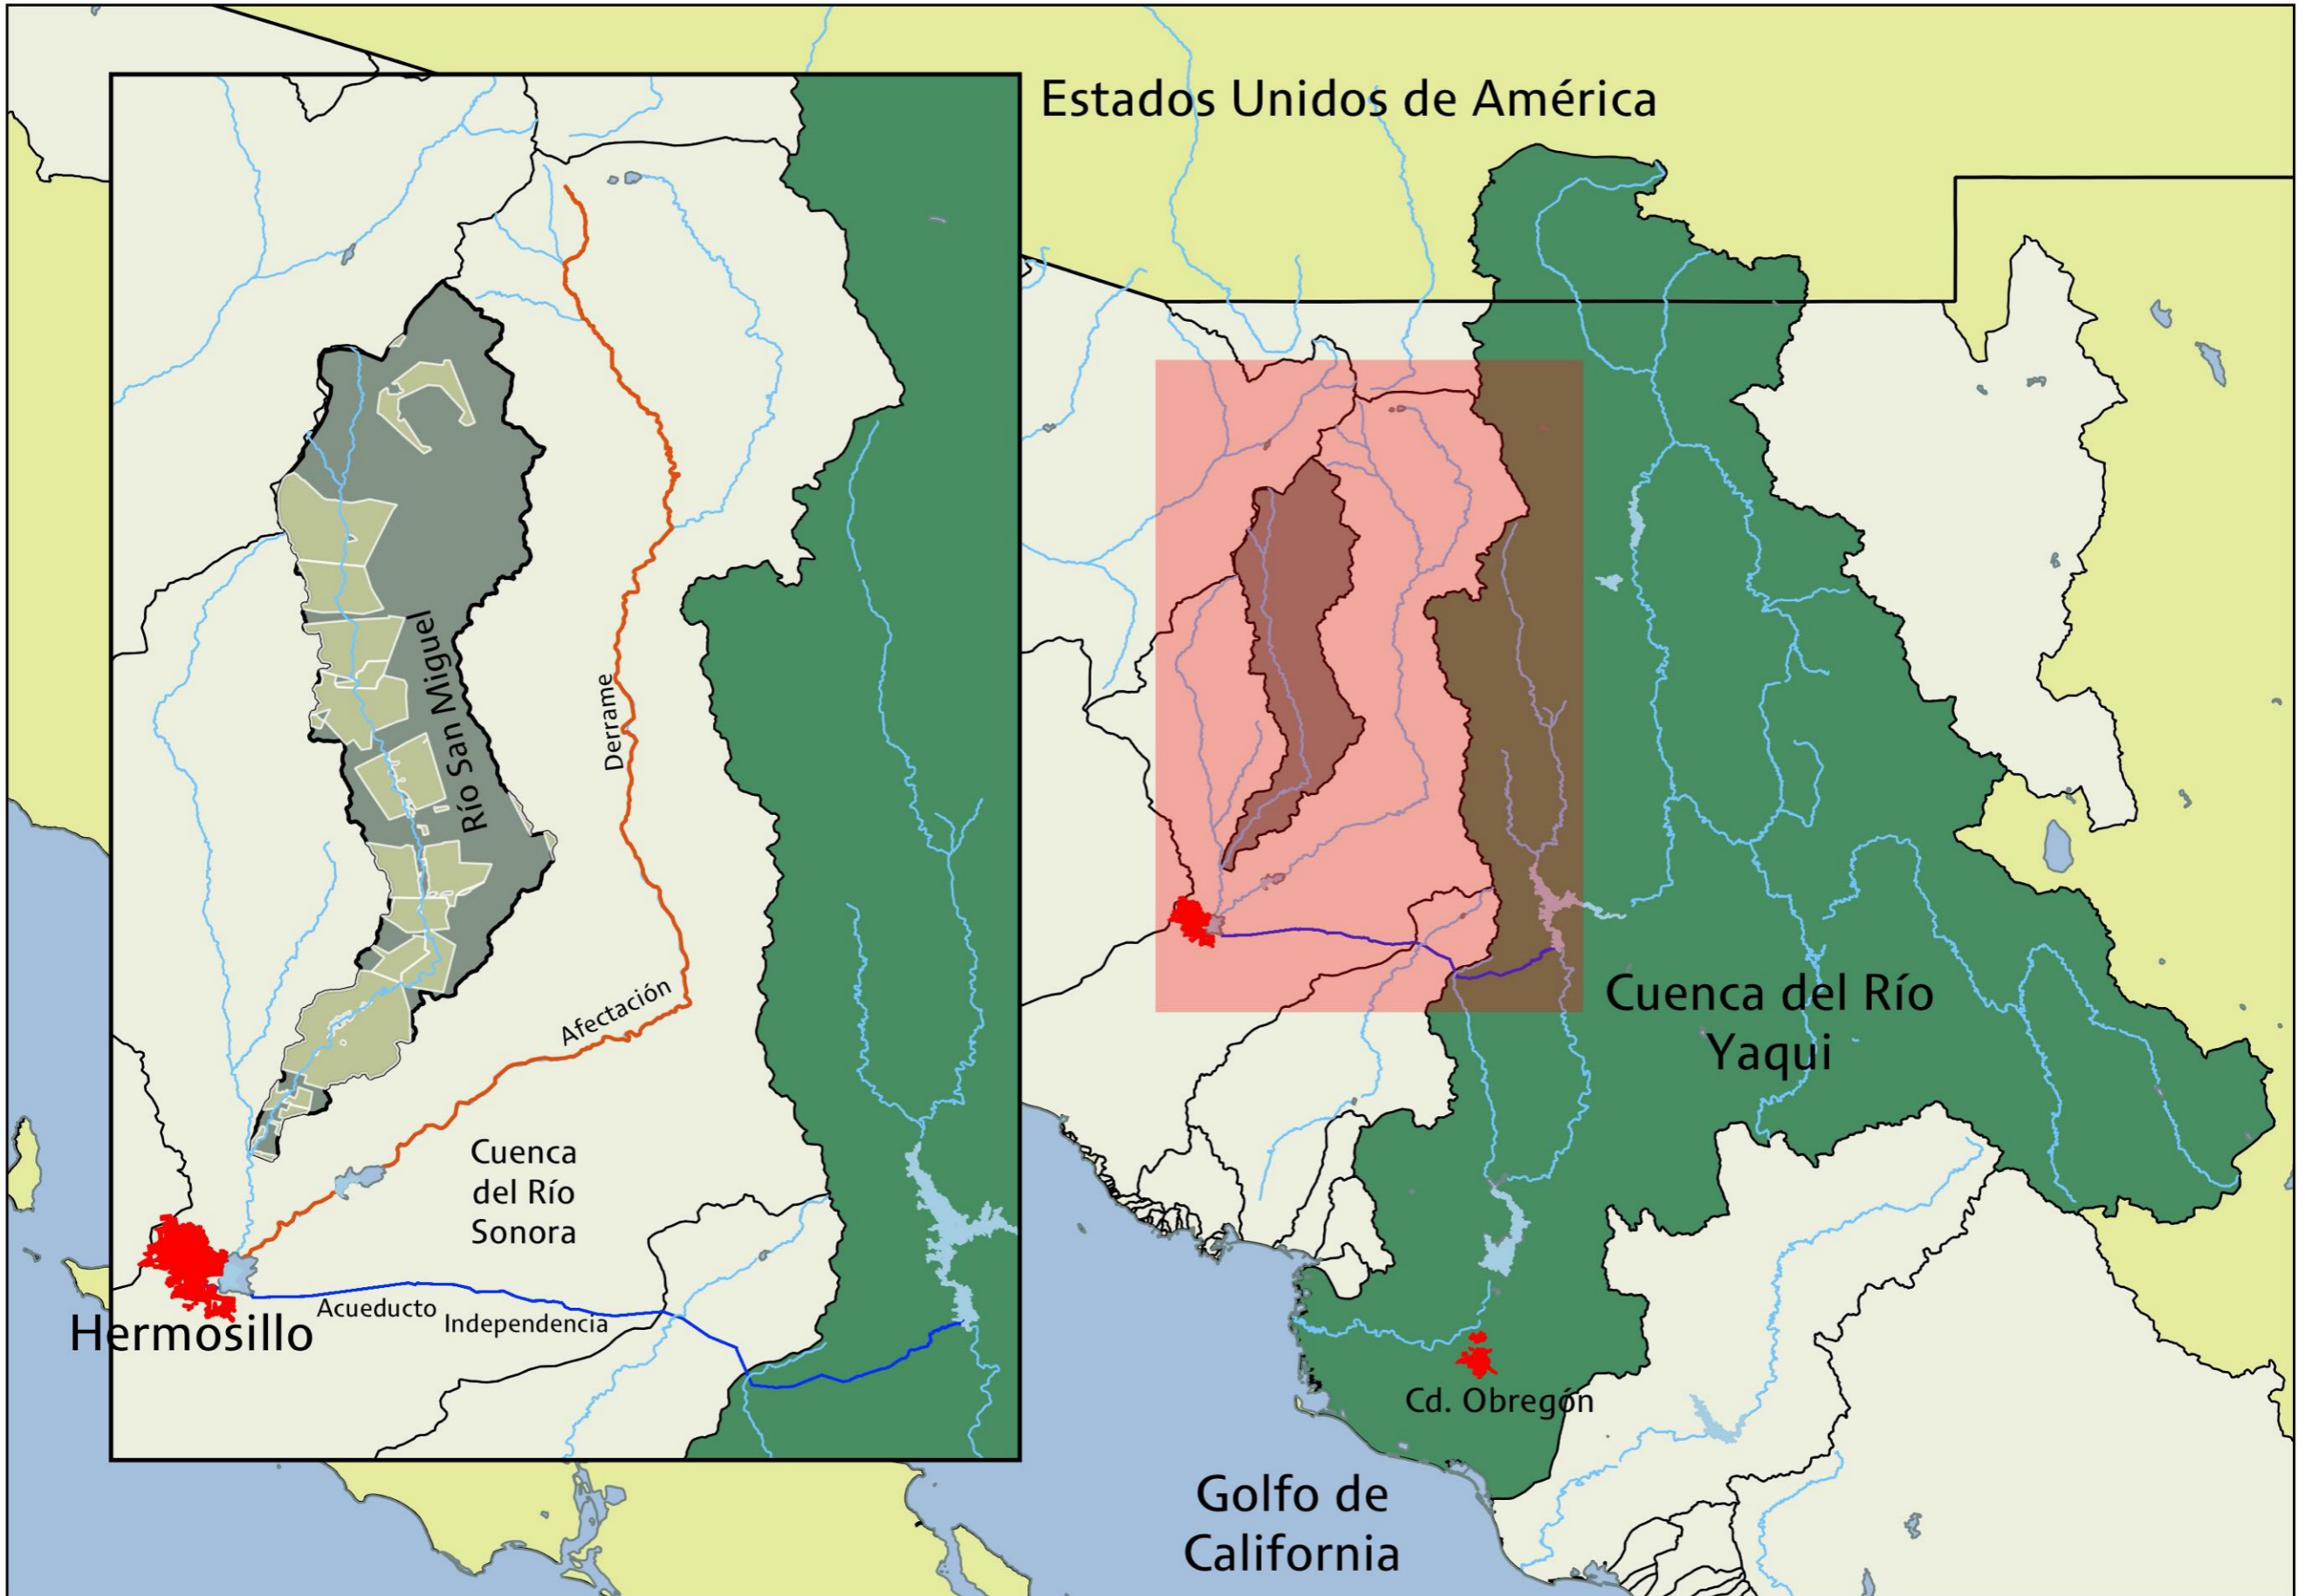 Estados Unidos de América
Río San Miguel
Derrame
Afectación
Cuenca
del Río
Sonora
Hermosillo
Acueducto
Independencia
Cuenca del Río
Yaqui
Cd. Obregón
Golfo de
California